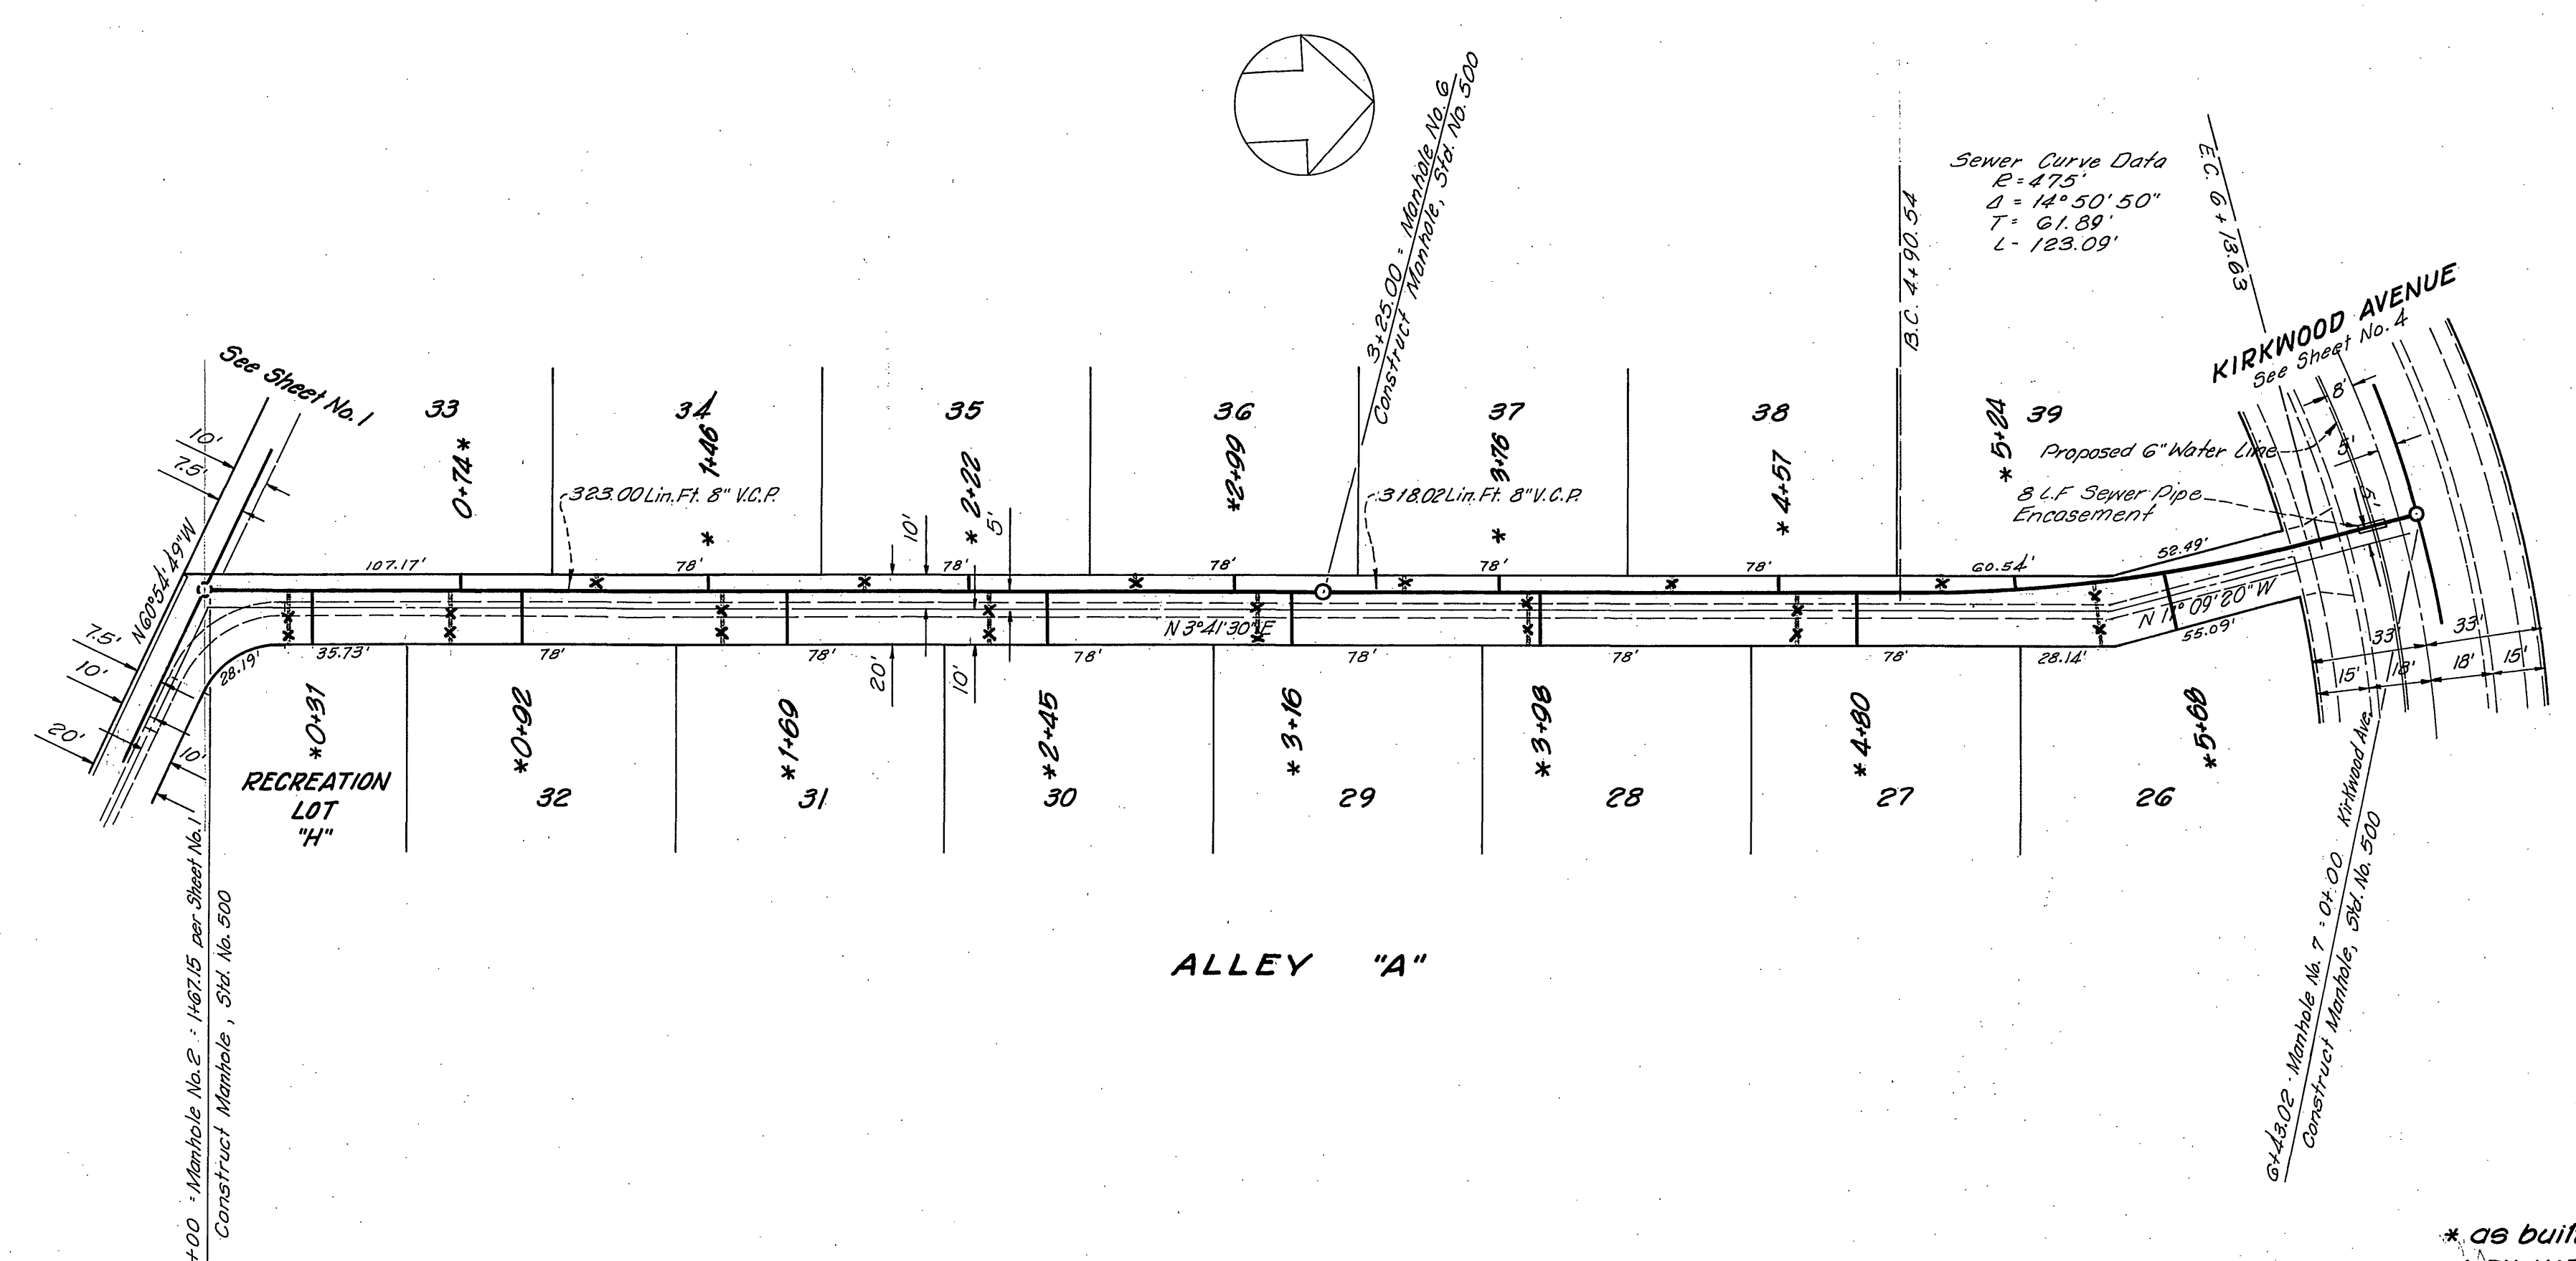 3+25.00 = Manhole No. 6
Construct Manhole, Std. No. 500
Sewer Curve Data
R = 475'
Δ = 14° 50' 50"
T = 61.89'
L - 123.09'
B.C. 4+90.54
E.C. 6+13.63
KIRKWOOD AVENUE
See Sheet No. 4
See Sheet No. 1
33
34
35
36
37
38
39
0+74 *
* 1+46
* 2+22
* 2+99
* 3+76
* 4+57
* 5+24
8'
5'
Proposed 6" Water Line
8 L.F Sewer Pipe
Encasement
10'
7.5'
N 60° 54' 49" W
323.00 Lin. Ft. 8" V.C.P.
10'
5'
318.02 Lin. Ft. 8" V.C.P.
107.17'
78'
78'
78'
78'
78'
60.54'
52.49'
N 3° 41' 30" E
N 11° 09' 20" W
55.09'
7.5'
10'
20'
10'
28.19'
35.73'
78'
78'
20'
10'
78'
78'
78'
78'
28.14'
33'
33'
15'
18'
18'
15'
* 0+31
* 0+92
* 1+69
* 2+45
* 3+16
* 3+98
* 4+80
* 5+68
RECREATION
LOT
"H"
32
31
30
29
28
27
26
+00 = Manhole No. 2 = 1+67.15 per Sheet No. 1
Construct Manhole, Std. No. 500
ALLEY "A"
6+43.02 - Manhole No. 7 = 0+00 Kirkwood Ave.
Construct Manhole, Std. No. 500
* as built